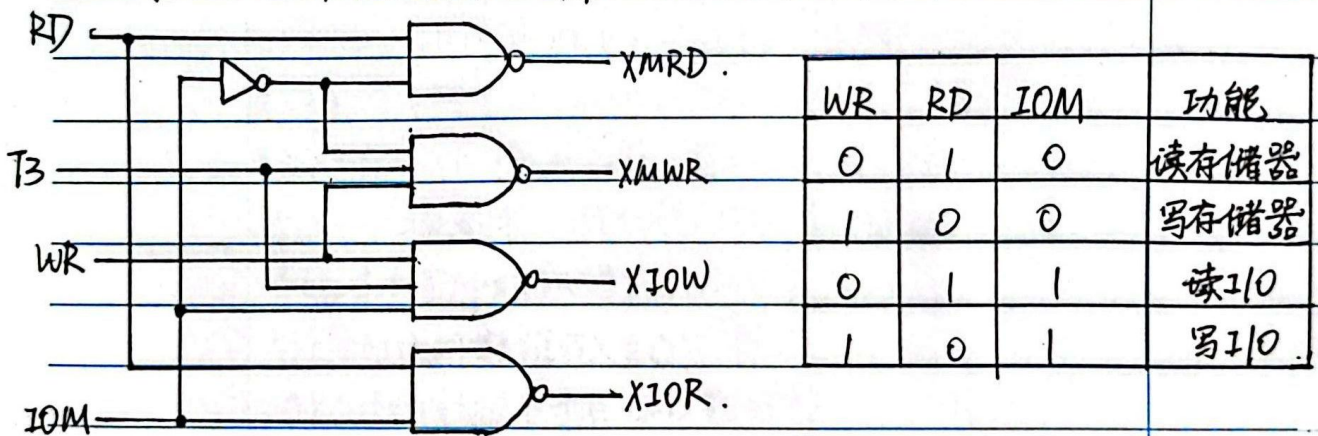 RD
XMRD.
T3
XMWR
WR
XIOW
IOM
XIOR.
WR RD IOM 功能
0 1 0 读存储器
1 0 0 写存储器
0 1 1 读I/O
1 0 1 写I/O.